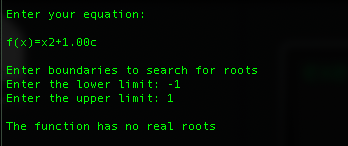 Enter your equation:
f(x)=x2+1.00c
Enter boundaries to search for roots
Enter the lower limit: -1
Enter the upper limit: 1
The function has no real roots